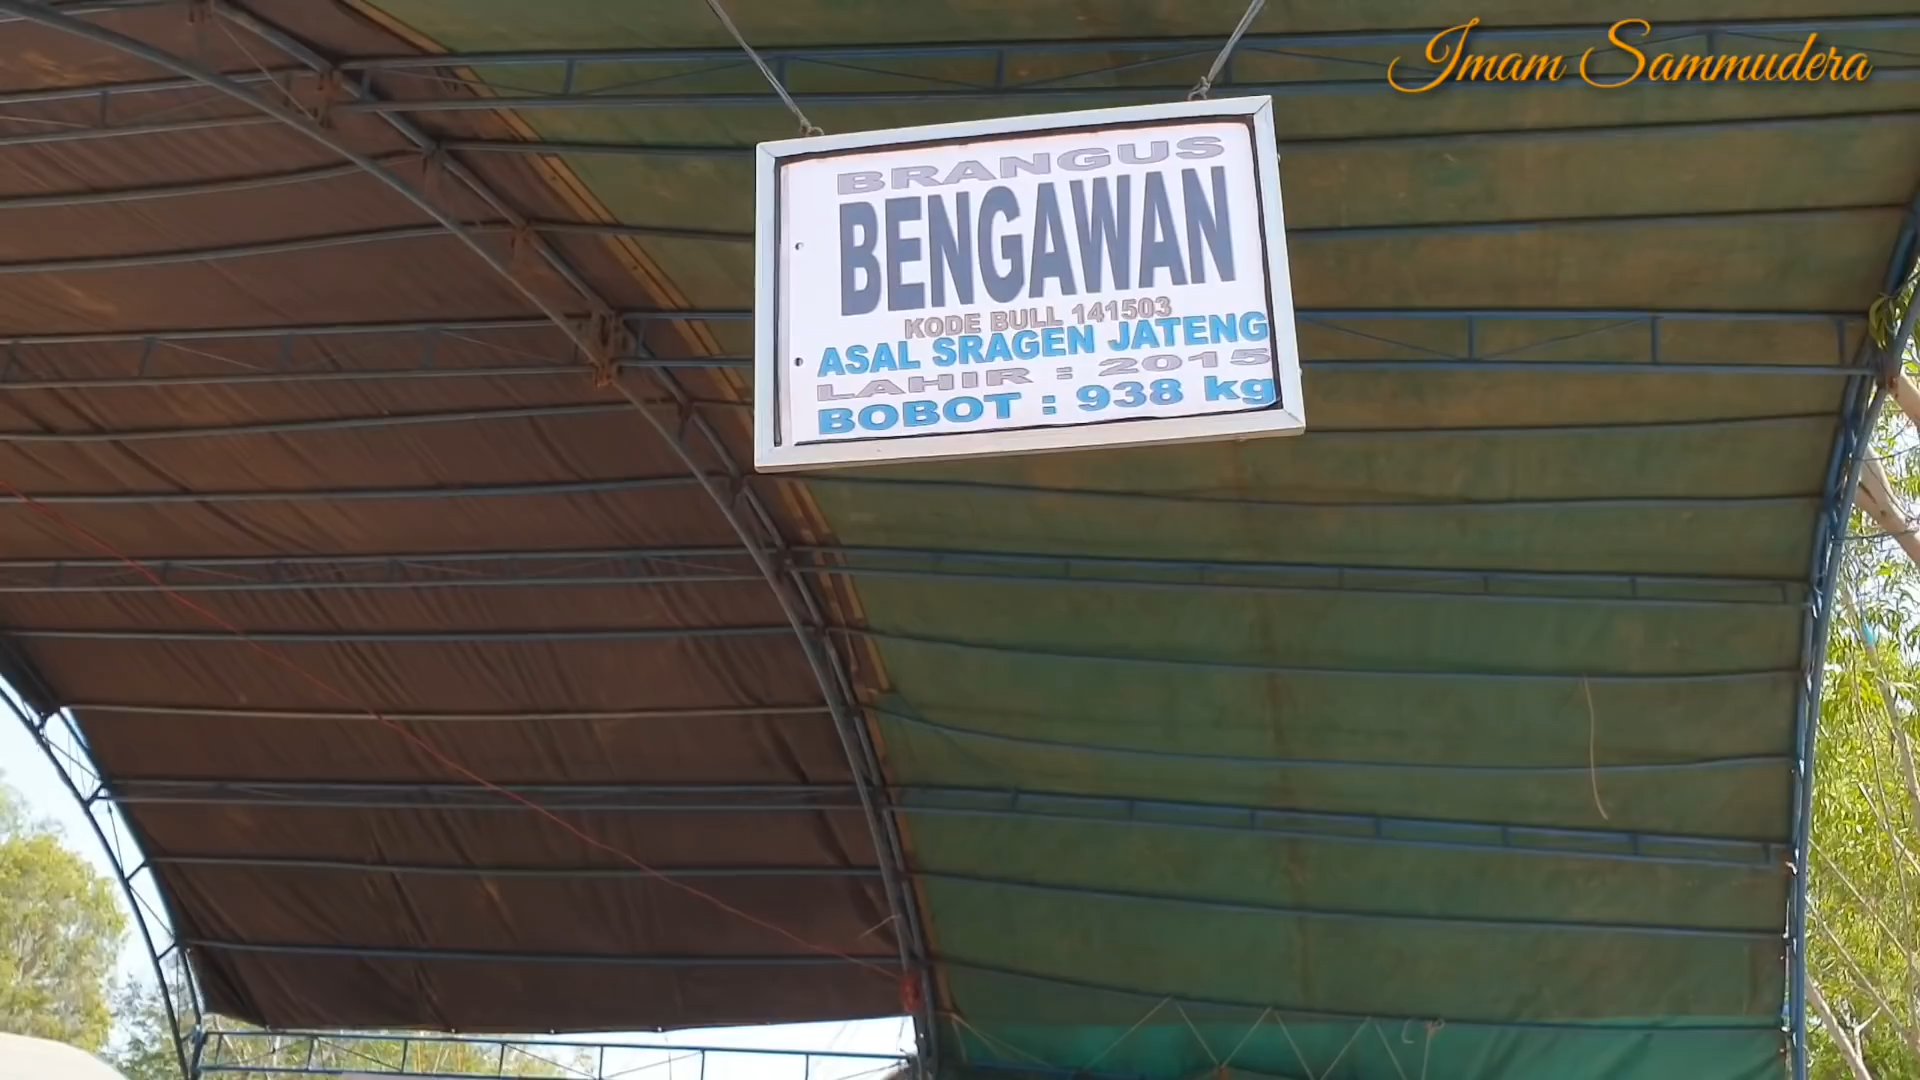 Imam Sammudera
BRANGUS
BENGAWAN
KODE BULL 141503
ASAL SRAGEN JATENG
LAHIR : 2015
BOBOT : 938 kg